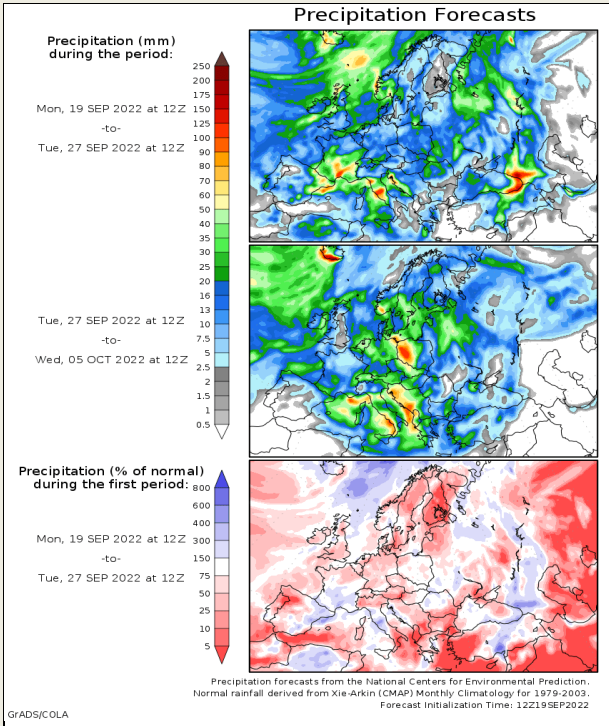 Precipitation Forecasts
Precipitation (mm)
during the period:
250
200
175
150
125
100
90
80
70
60
50
40
35
30
25
20
16
13
10
7.5
5
2.5
2
1.5
1
0.5
Mon, 19 SEP 2022 at 12Z
-to-
Tue, 27 SEP 2022 at 12Z
Tue, 27 SEP 2022 at 12Z
-to-
Wed, 05 OCT 2022 at 12Z
Precipitation (% of normal)
during the first period:
800
600
400
300
150
75
50
25
10
5
Mon, 19 SEP 2022 at 12Z
-to-
Tue, 27 SEP 2022 at 12Z
Precipitation forecasts from the National Centers for Environmental Prediction.
Normal rainfall derived from Xie-Arkin (CMAP) Monthly Climatology for 1979-2003.
Forecast Initialization Time: 12Z19SEP2022
GrADS/COLA